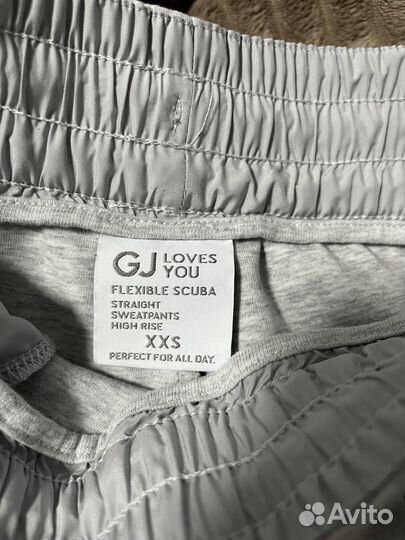 GJ LOVES
YOU
FLEXIBLE SCUBA
STRAIGHT
SWEATPANTS
HIGH RISE
XXS
PERFECT FOR ALL DAY.
Avito